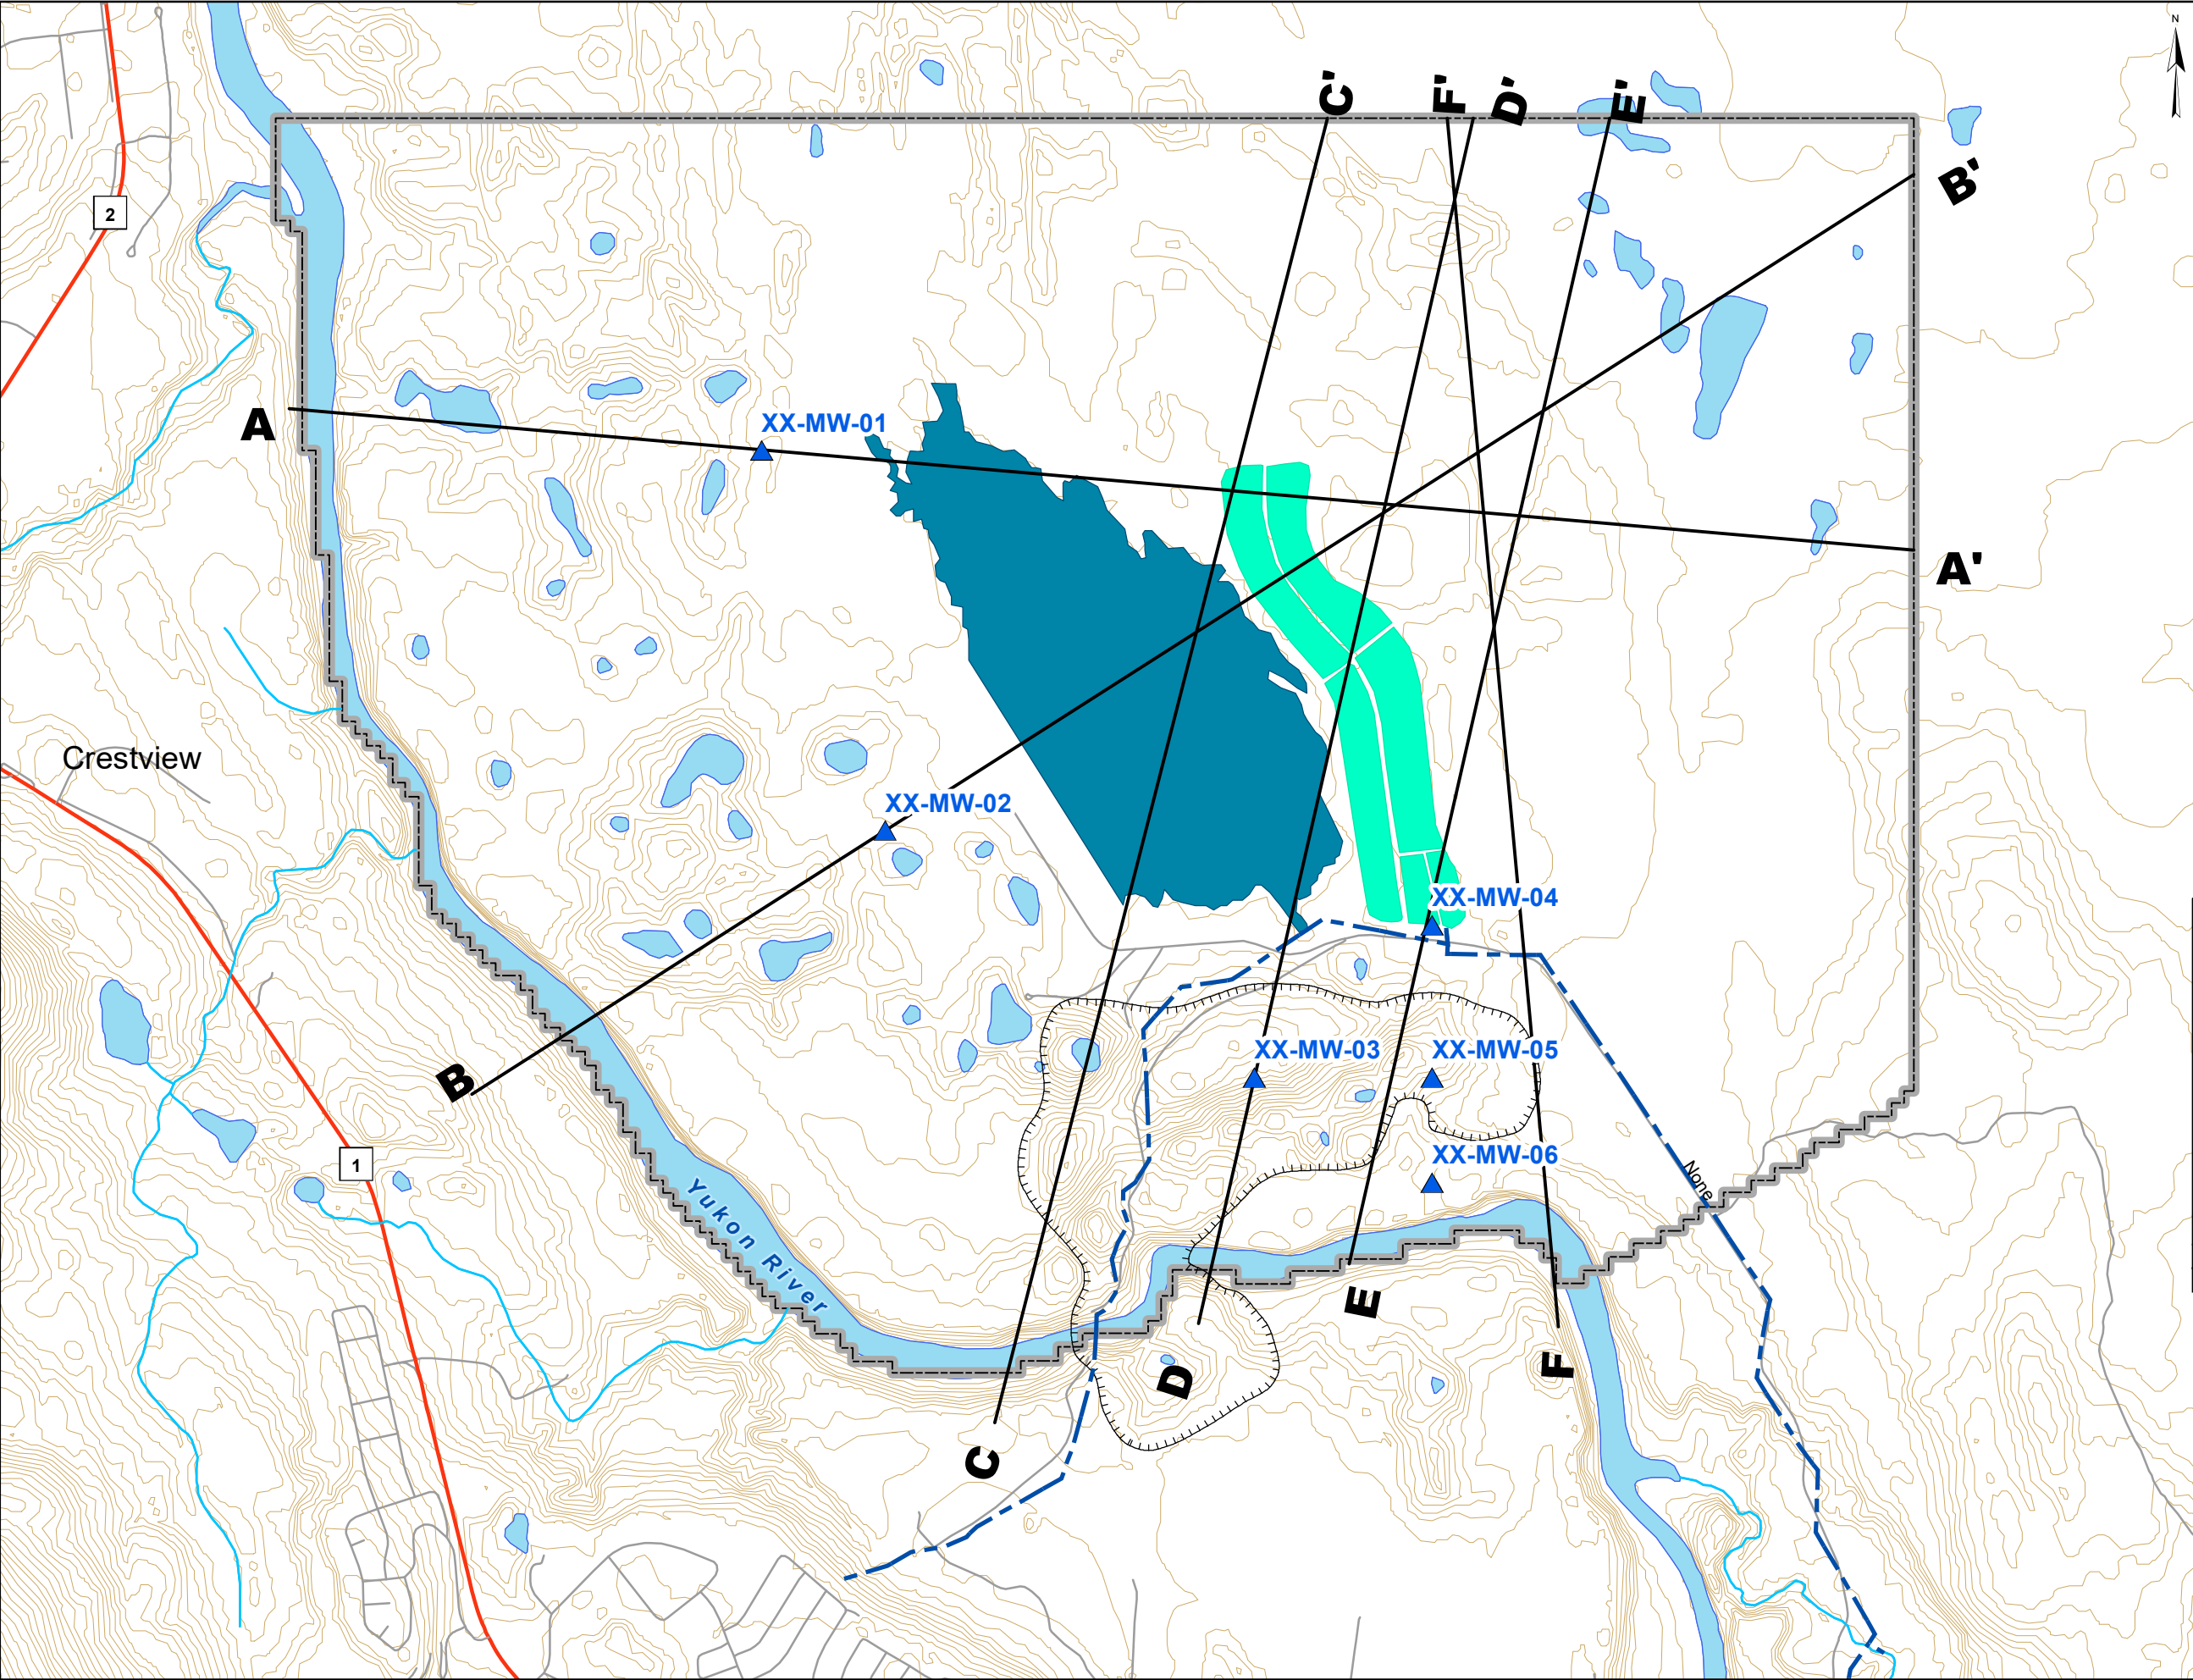 N
C'
F'
D'
E'
B'
2
A
XX-MW-01
A'
Crestview
XX-MW-02
XX-MW-04
XX-MW-03
XX-MW-05
B
1
XX-MW-06
None
Yukon River
E
F
D
C